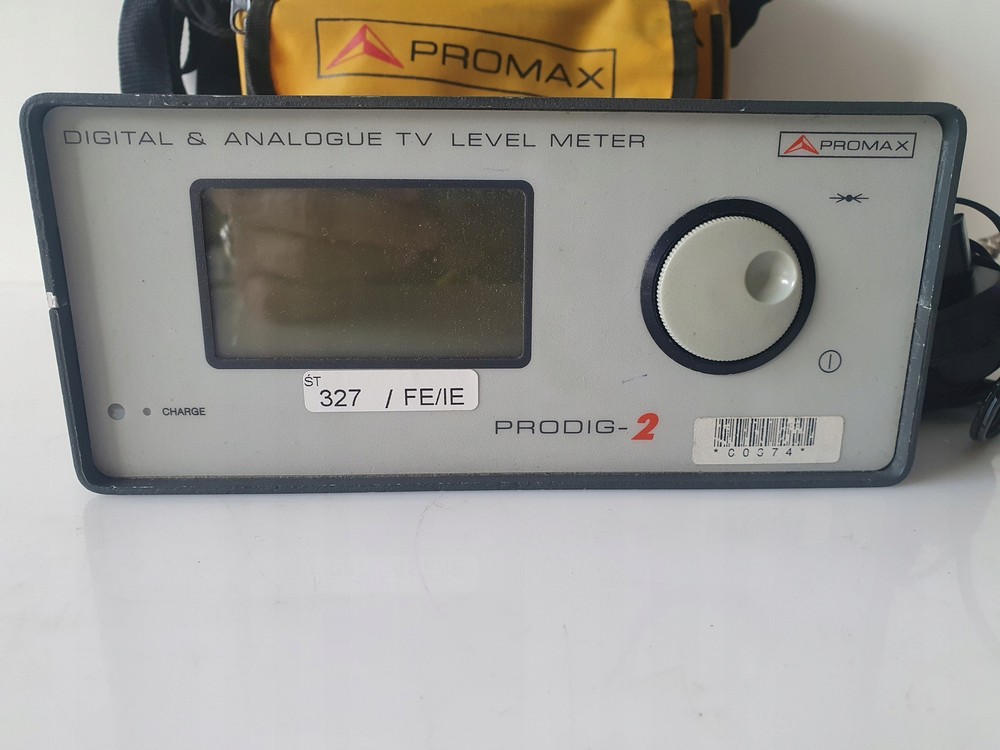 PROMAX
DIGITAL & ANALOGUE TV LEVEL METER
PROMAX
ŚT
327 / FE/IE
CHARGE
PRODIG-2
*C0374*